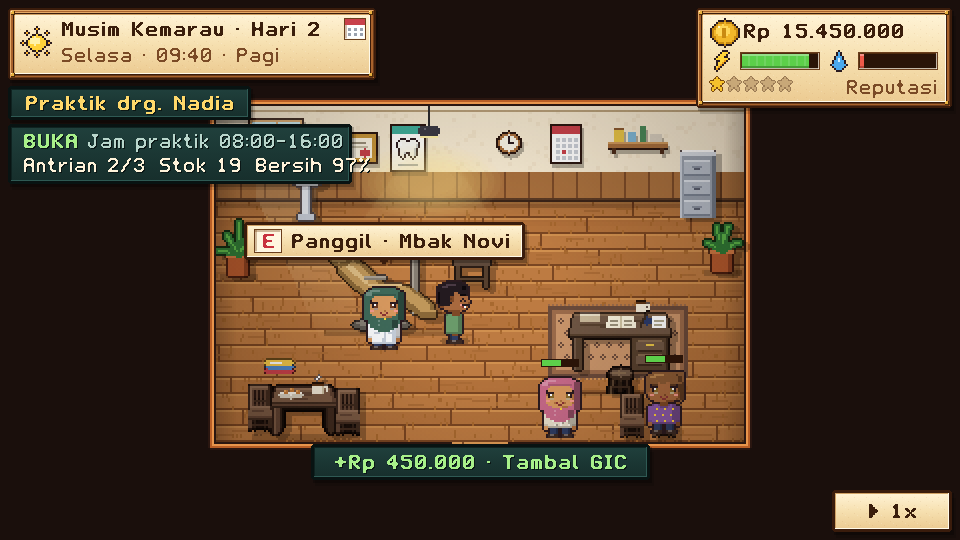 Musim Kemarau · Hari 2
Selasa · 09:40 · Pagi
Rp 15.450.000
Reputasi
Praktik drg. Nadia
BUKA Jam praktik 08:00-16:00
Antrian 2/3 Stok 19 Bersih 97%
E Panggil · Mbak Novi
+Rp 450.000 · Tambal GIC
1x